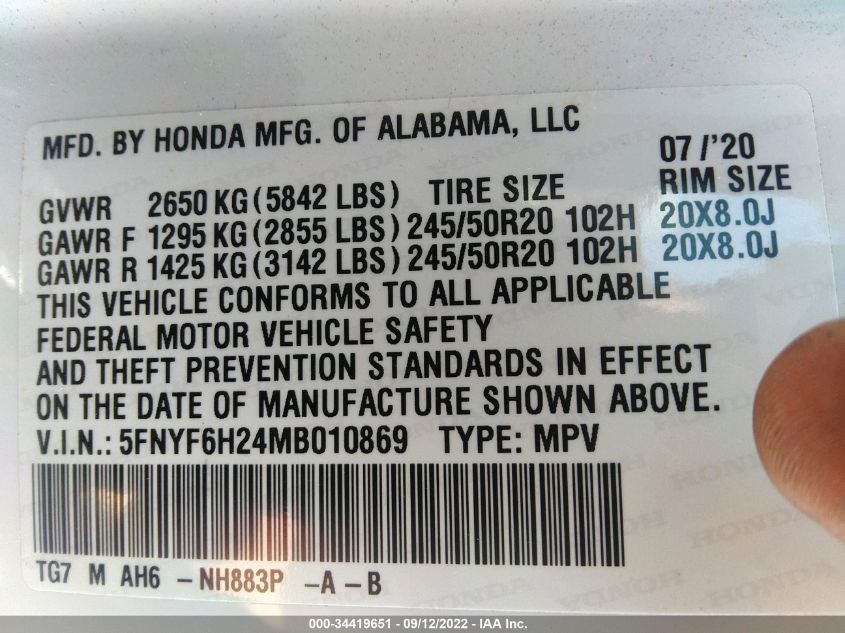 MFD. BY HONDA MFG. OF ALABAMA, LLC 07/'20
GVWR 2650 KG (5842 LBS) TIRE SIZE RIM SIZE
GAWR F 1295 KG (2855 LBS) 245/50R20 102H 20X8.0J
GAWR R 1425 KG (3142 LBS) 245/50R20 102H 20X8.0J
THIS VEHICLE CONFORMS TO ALL APPLICABLE
FEDERAL MOTOR VEHICLE SAFETY
AND THEFT PREVENTION STANDARDS IN EFFECT
ON THE DATE OF MANUFACTURE SHOWN ABOVE.
V.I.N.: 5FNYF6H24MB010869 TYPE: MPV
TG7 M AH6 -NH883P -A -B
000-34419651 - 09/12/2022 - IAA Inc.